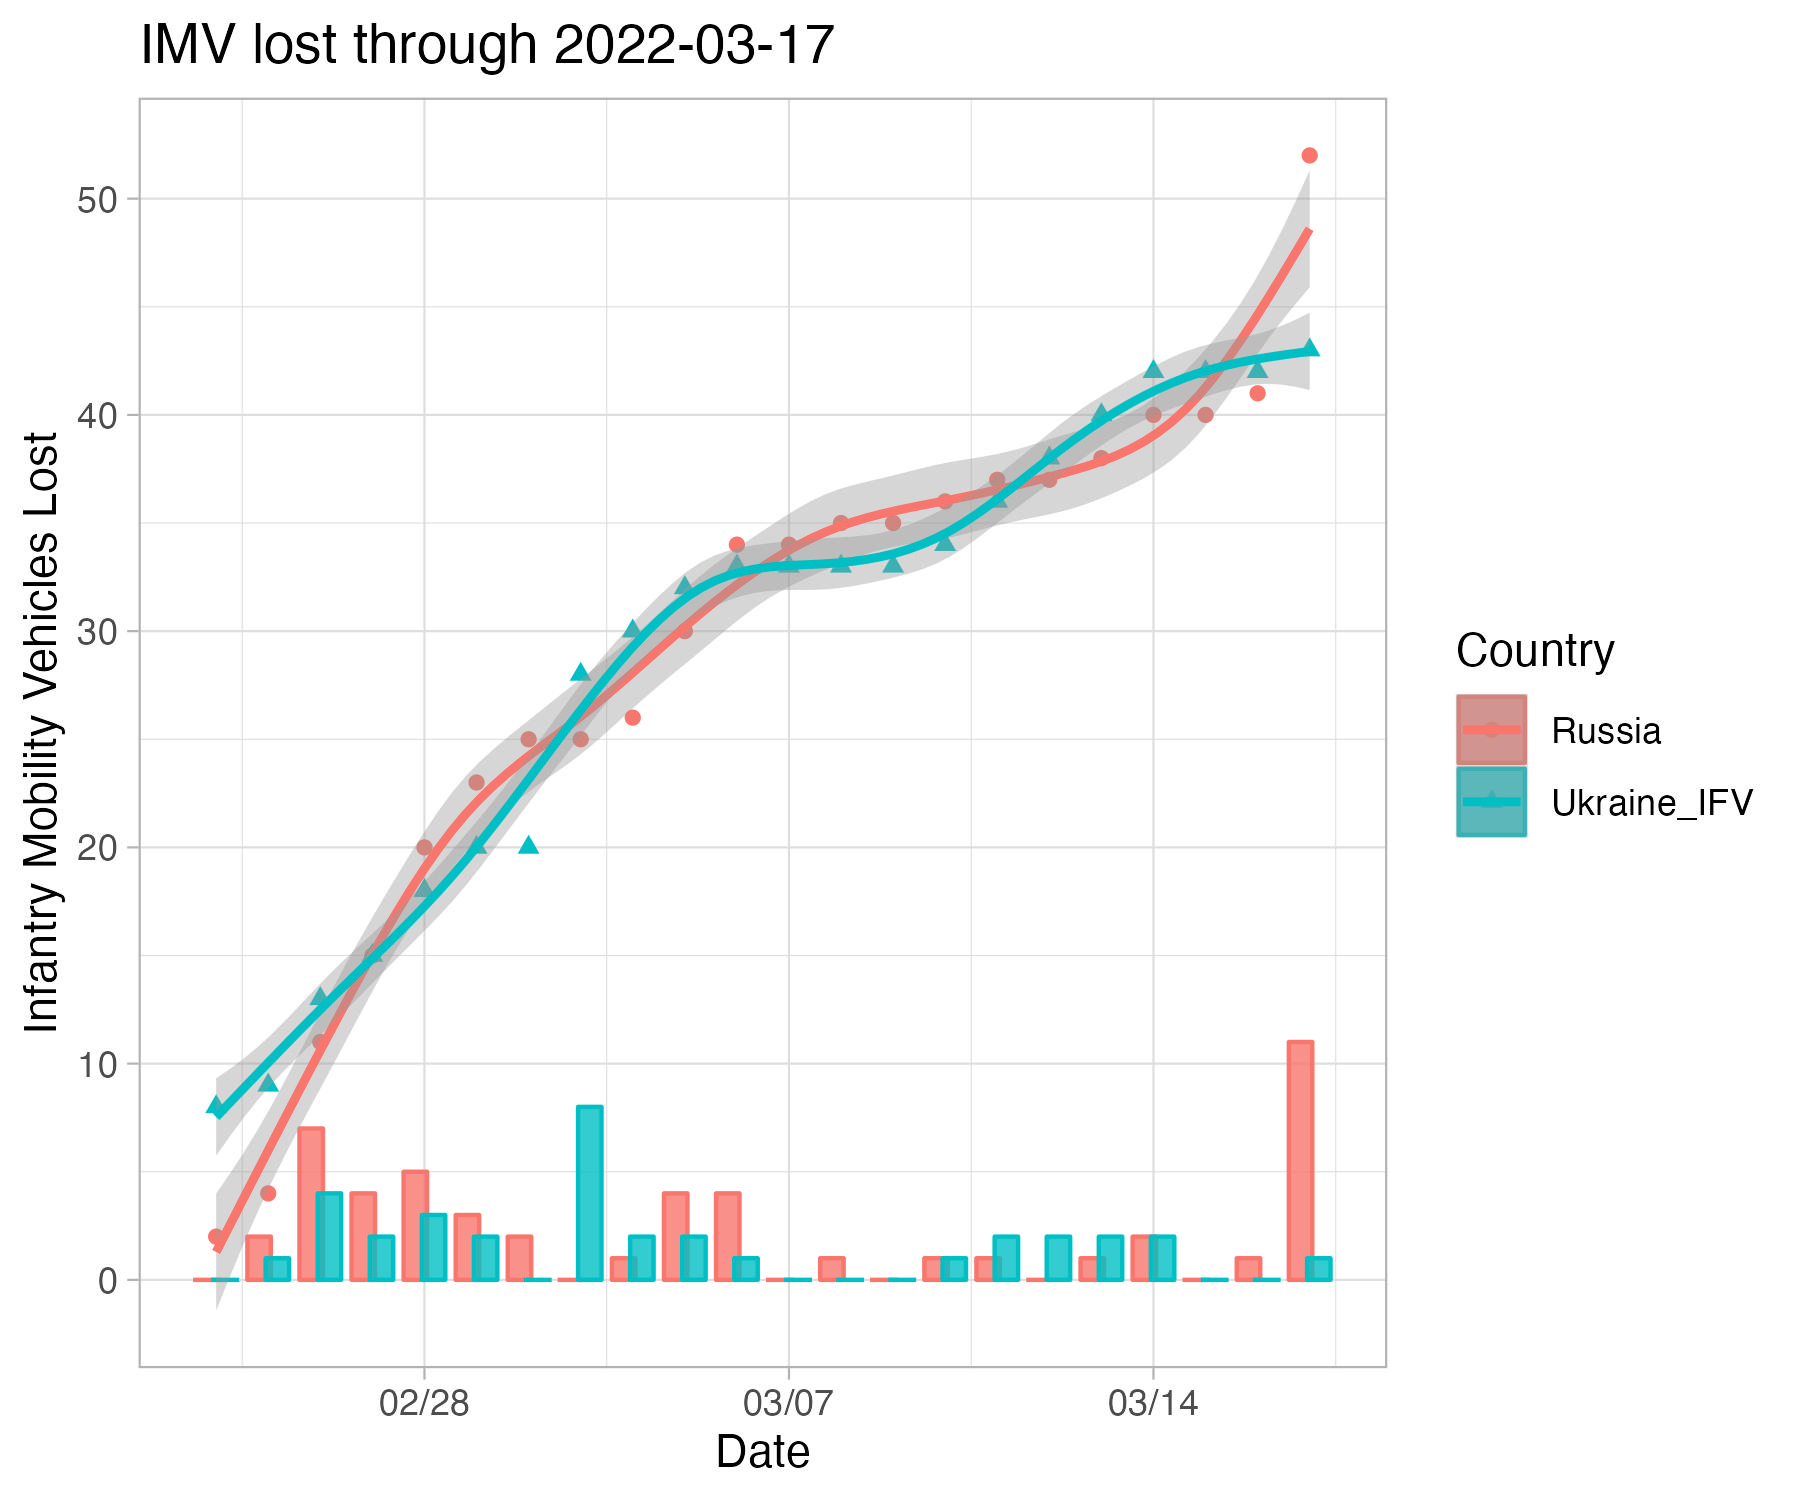 IMV lost through 2022-03-17
Infantry Mobility Vehicles Lost
50
40
30
20
10
0
02/28
03/07
03/14
Date
Country
Russia
Ukraine_IFV